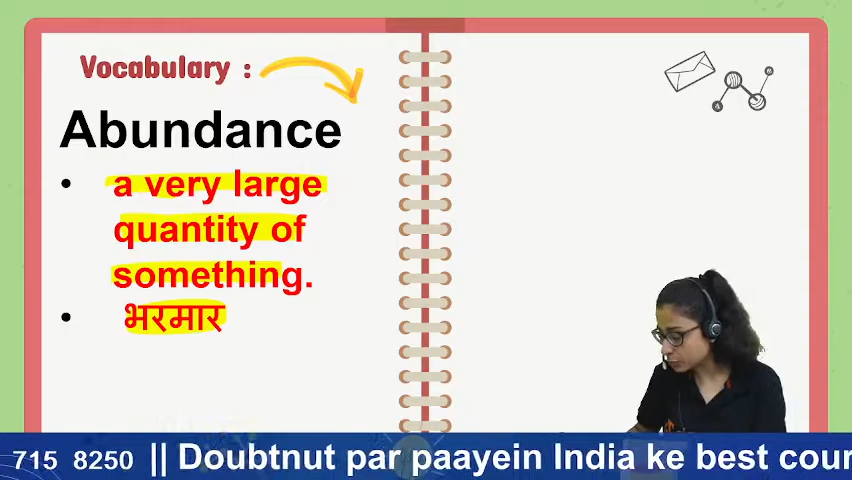 Vocabulary :
Abundance
• a very large
quantity of
something.
• भरमार
715 8250 || Doubtnut par paayein India ke best cour